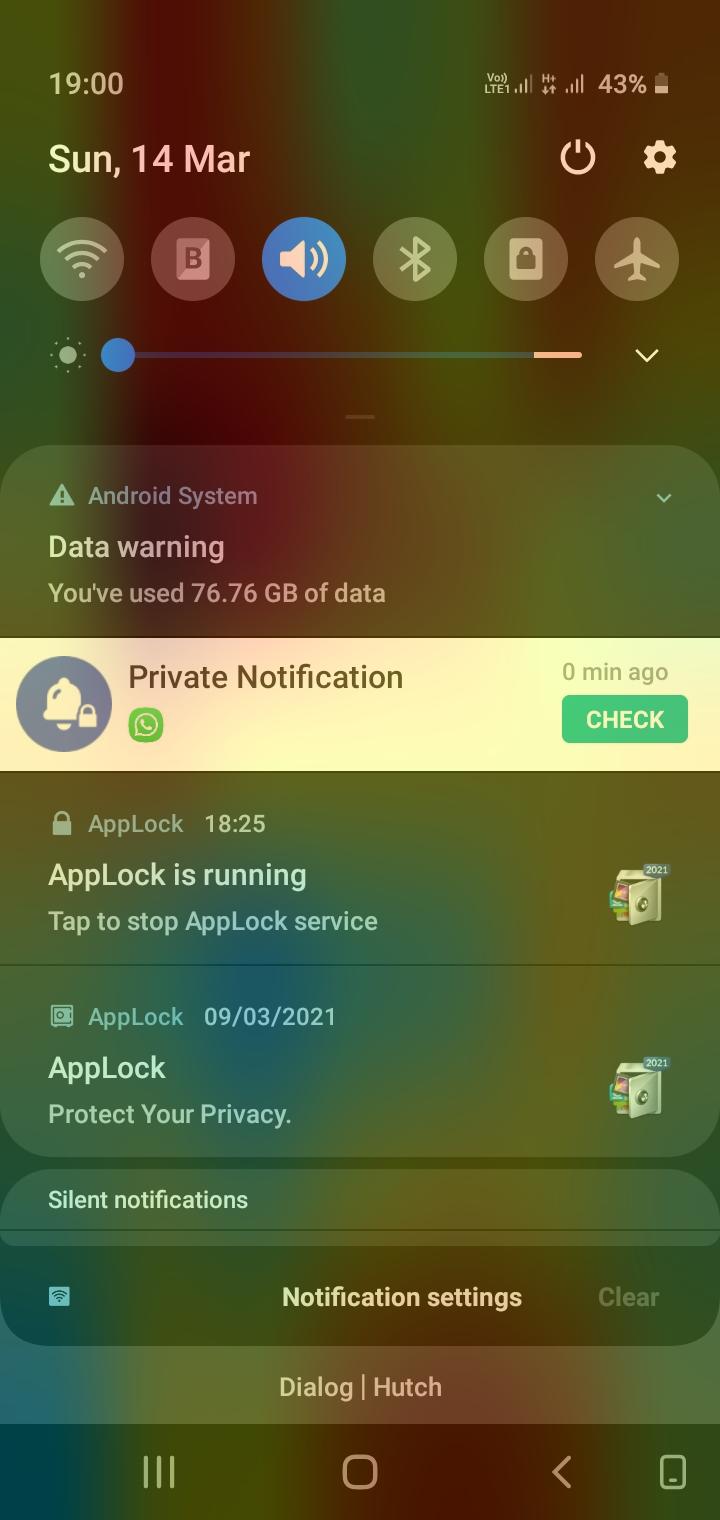 19:00 Vo)) LTE1 H+ 43%
Sun, 14 Mar
B
Android System
Data warning
You've used 76.76 GB of data
Private Notification 0 min ago
CHECK
AppLock 18:25
AppLock is running 2021
Tap to stop AppLock service
AppLock 09/03/2021
AppLock 2021
Protect Your Privacy.
Silent notifications
Notification settings Clear
Dialog | Hutch